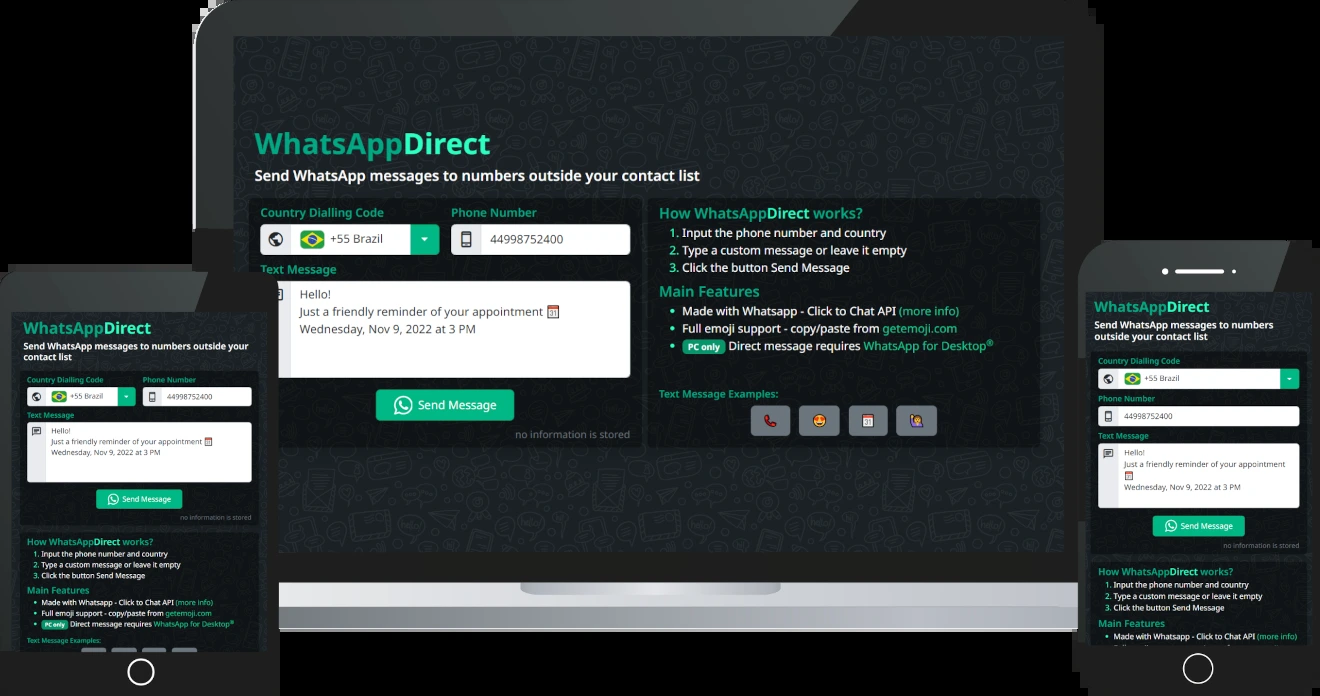 WhatsAppDirect
Send WhatsApp messages to numbers outside your contact list
Country Dialling Code
Phone Number
+55 Brazil
44998752400
Text Message
Hello!
Just a friendly reminder of your appointment 📅
Wednesday, Nov 9, 2022 at 3 PM
Send Message
no information is stored
How WhatsAppDirect works?
1. Input the phone number and country
2. Type a custom message or leave it empty
3. Click the button Send Message
Main Features
• Made with Whatsapp - Click to Chat API (more info)
• Full emoji support - copy/paste from getemoji.com
• PC only Direct message requires WhatsApp for Desktop®
Text Message Examples:
WhatsAppDirect
Send WhatsApp messages to numbers outside your
contact list
Country Dialling Code
Phone Number
+55 Brazil
44998752400
Text Message
Hello!
Just a friendly reminder of your appointment 📅
Wednesday, Nov 9, 2022 at 3 PM
Send Message
no information is stored
How WhatsAppDirect works?
1. Input the phone number and country
2. Type a custom message or leave it empty
3. Click the button Send Message
Main Features
• Made with Whatsapp - Click to Chat API (more info)
• Full emoji support - copy/paste from getemoji.com
• PC only Direct message requires WhatsApp for Desktop®
Text Message Examples:
WhatsAppDirect
Send WhatsApp messages to numbers
outside your contact list
Country Dialling Code
+55 Brazil
Phone Number
44998752400
Text Message
Hello!
Just a friendly reminder of your appointment
📅
Wednesday, Nov 9, 2022 at 3 PM
Send Message
no information is stored
How WhatsAppDirect works?
1. Input the phone number and country
2. Type a custom message or leave it empty
3. Click the button Send Message
Main Features
• Made with Whatsapp - Click to Chat API (more info)